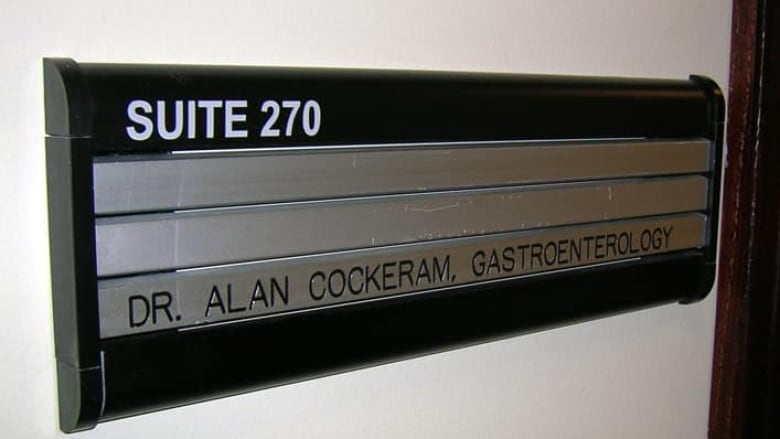 SUITE 270
DR. ALAN COCKERAM, GASTROENTEROLOGY